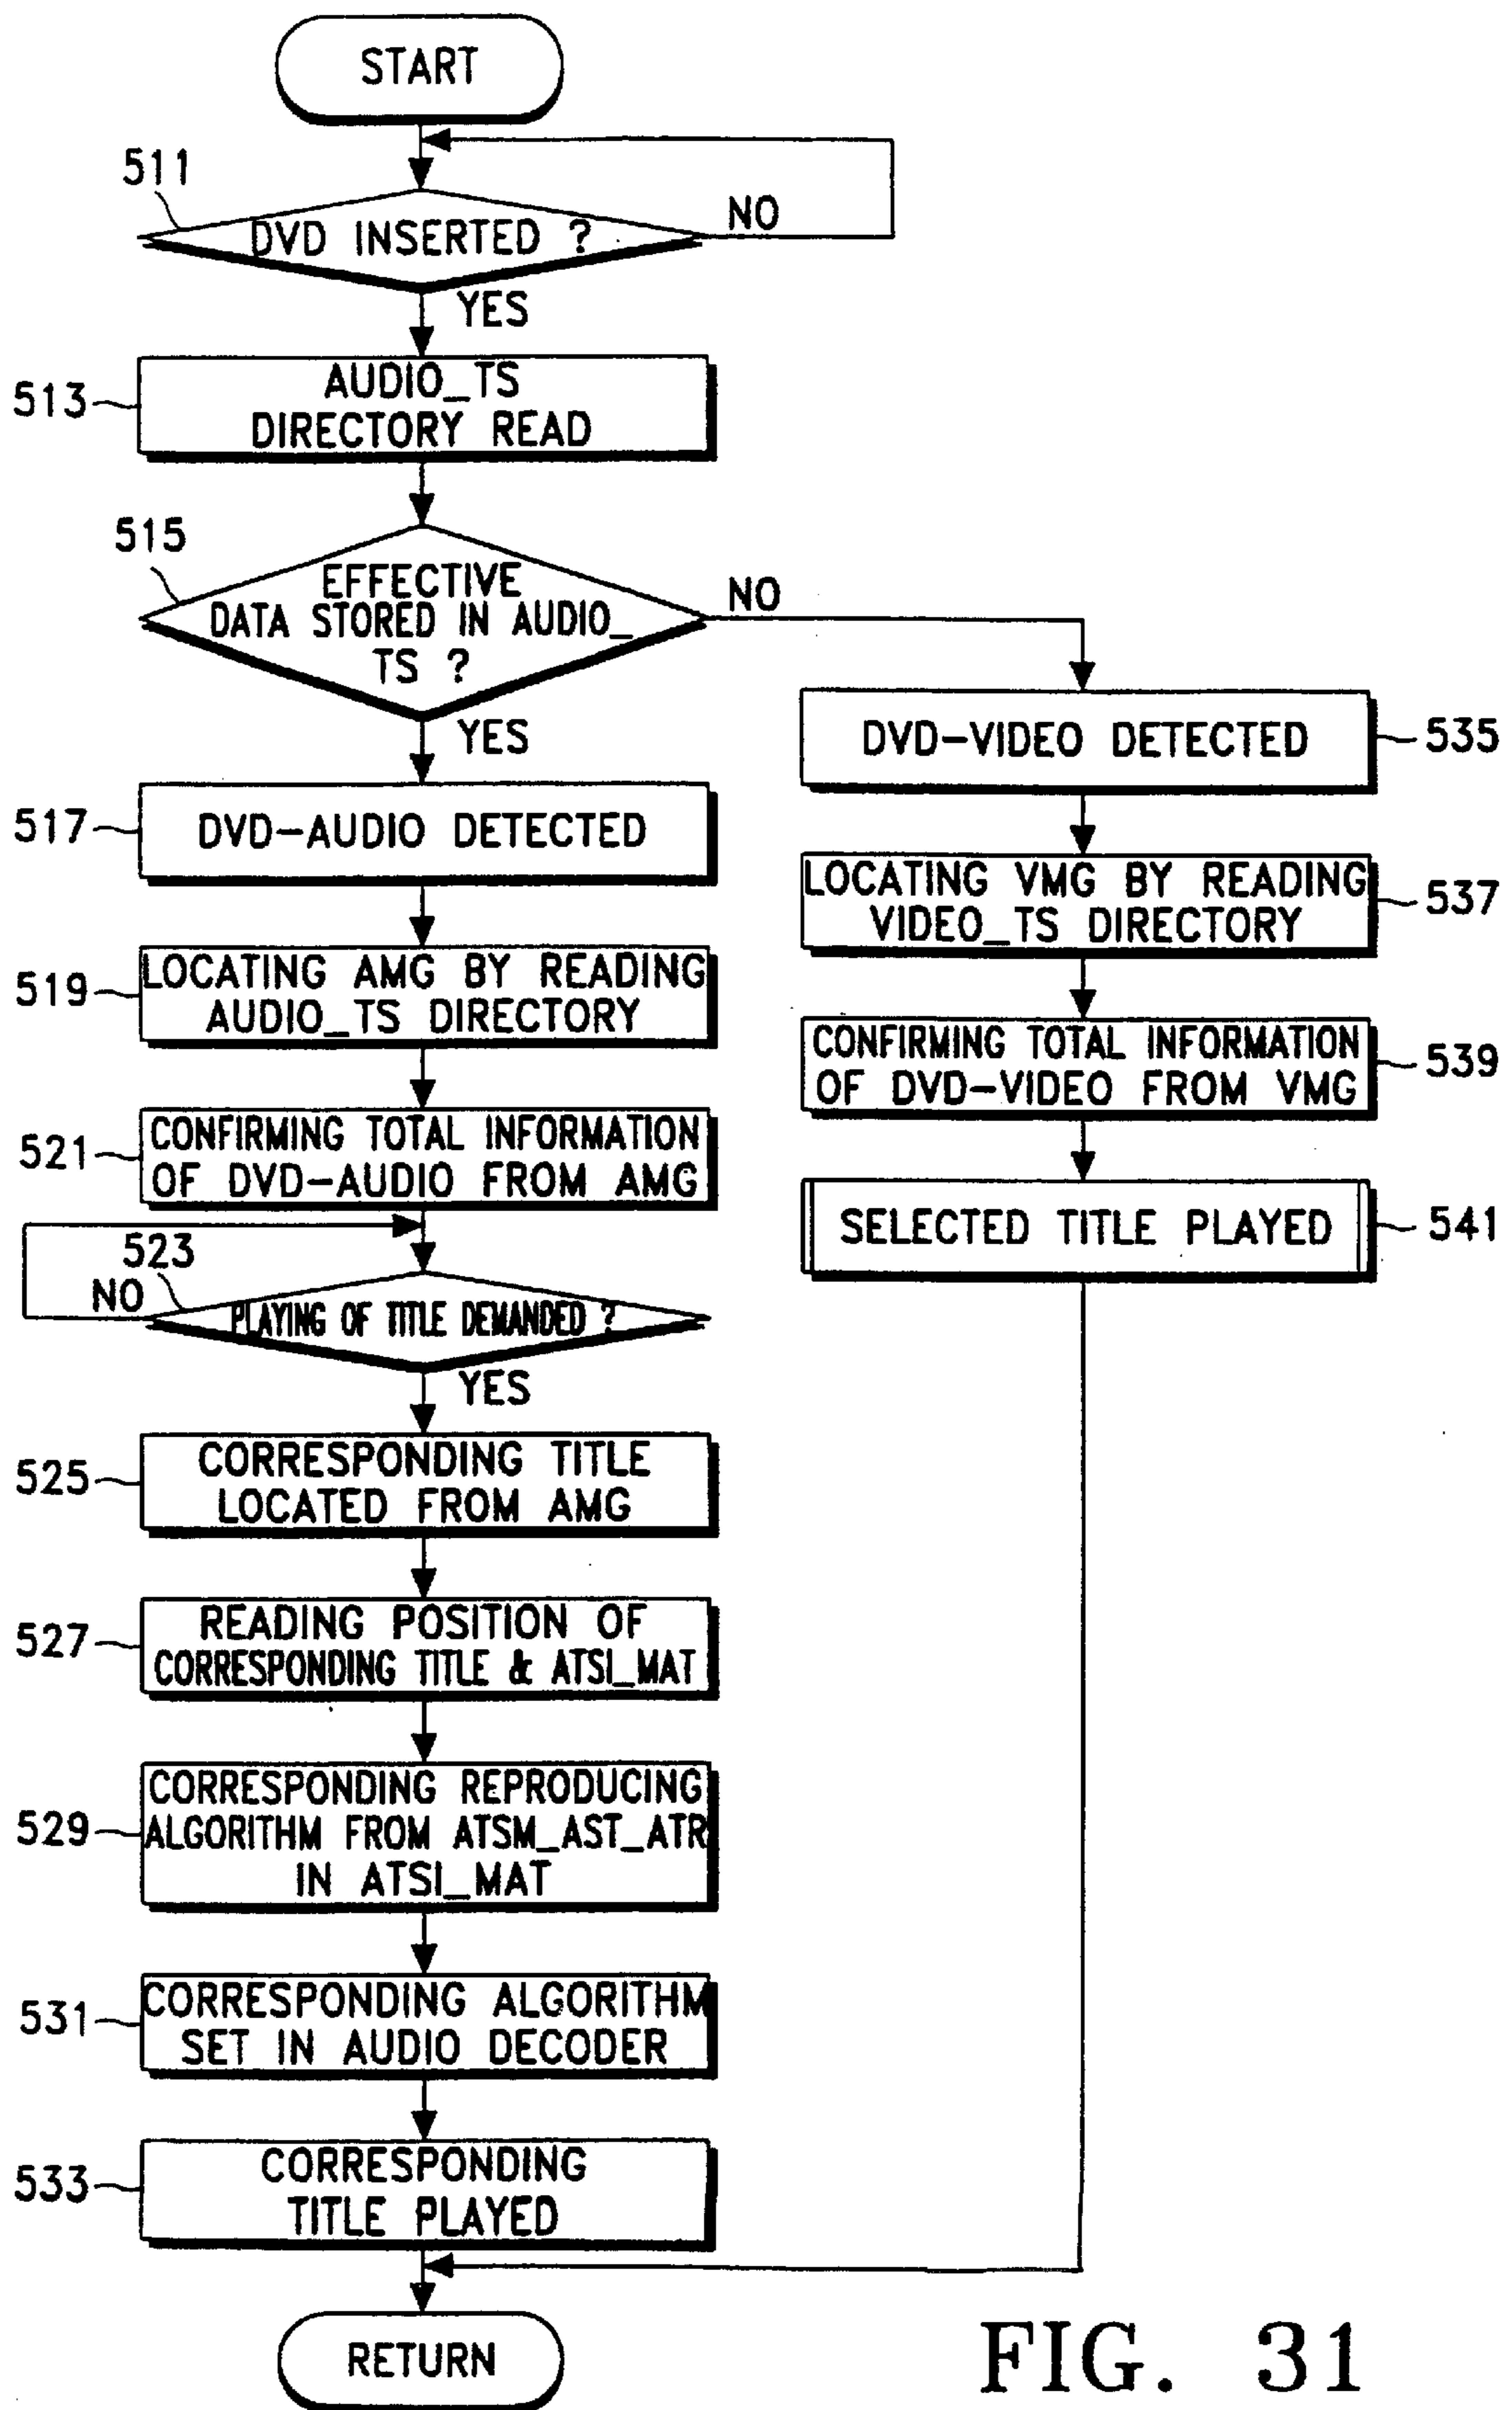 START
511
DVD INSERTED ?
NO
YES
513
AUDIO_TS
DIRECTORY READ
515
EFFECTIVE
DATA STORED IN AUDIO_
TS ?
NO
YES
517
DVD-AUDIO DETECTED
519
LOCATING AMG BY READING
AUDIO_TS DIRECTORY
521
CONFIRMING TOTAL INFORMATION
OF DVD-AUDIO FROM AMG
523
NO
PLAYING OF TITLE DEMANDED ?
YES
525
CORRESPONDING TITLE
LOCATED FROM AMG
527
READING POSITION OF
CORRESPONDING TITLE & ATSI_MAT
529
CORRESPONDING REPRODUCING
ALGORITHM FROM ATSM_AST_ATR
IN ATSI_MAT
531
CORRESPONDING ALGORITHM
SET IN AUDIO DECODER
533
CORRESPONDING
TITLE PLAYED
RETURN
DVD-VIDEO DETECTED
535
LOCATING VMG BY READING
VIDEO_TS DIRECTORY
537
CONFIRMING TOTAL INFORMATION
OF DVD-VIDEO FROM VMG
539
SELECTED TITLE PLAYED
541
FIG. 31